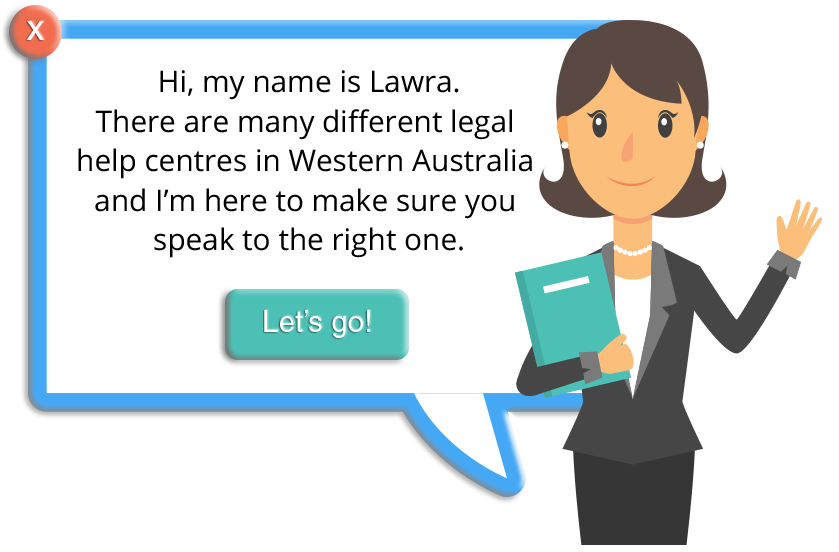 X
Hi, my name is Lawra.
There are many different legal
help centres in Western Australia
and I’m here to make sure you
speak to the right one.
Let’s go!